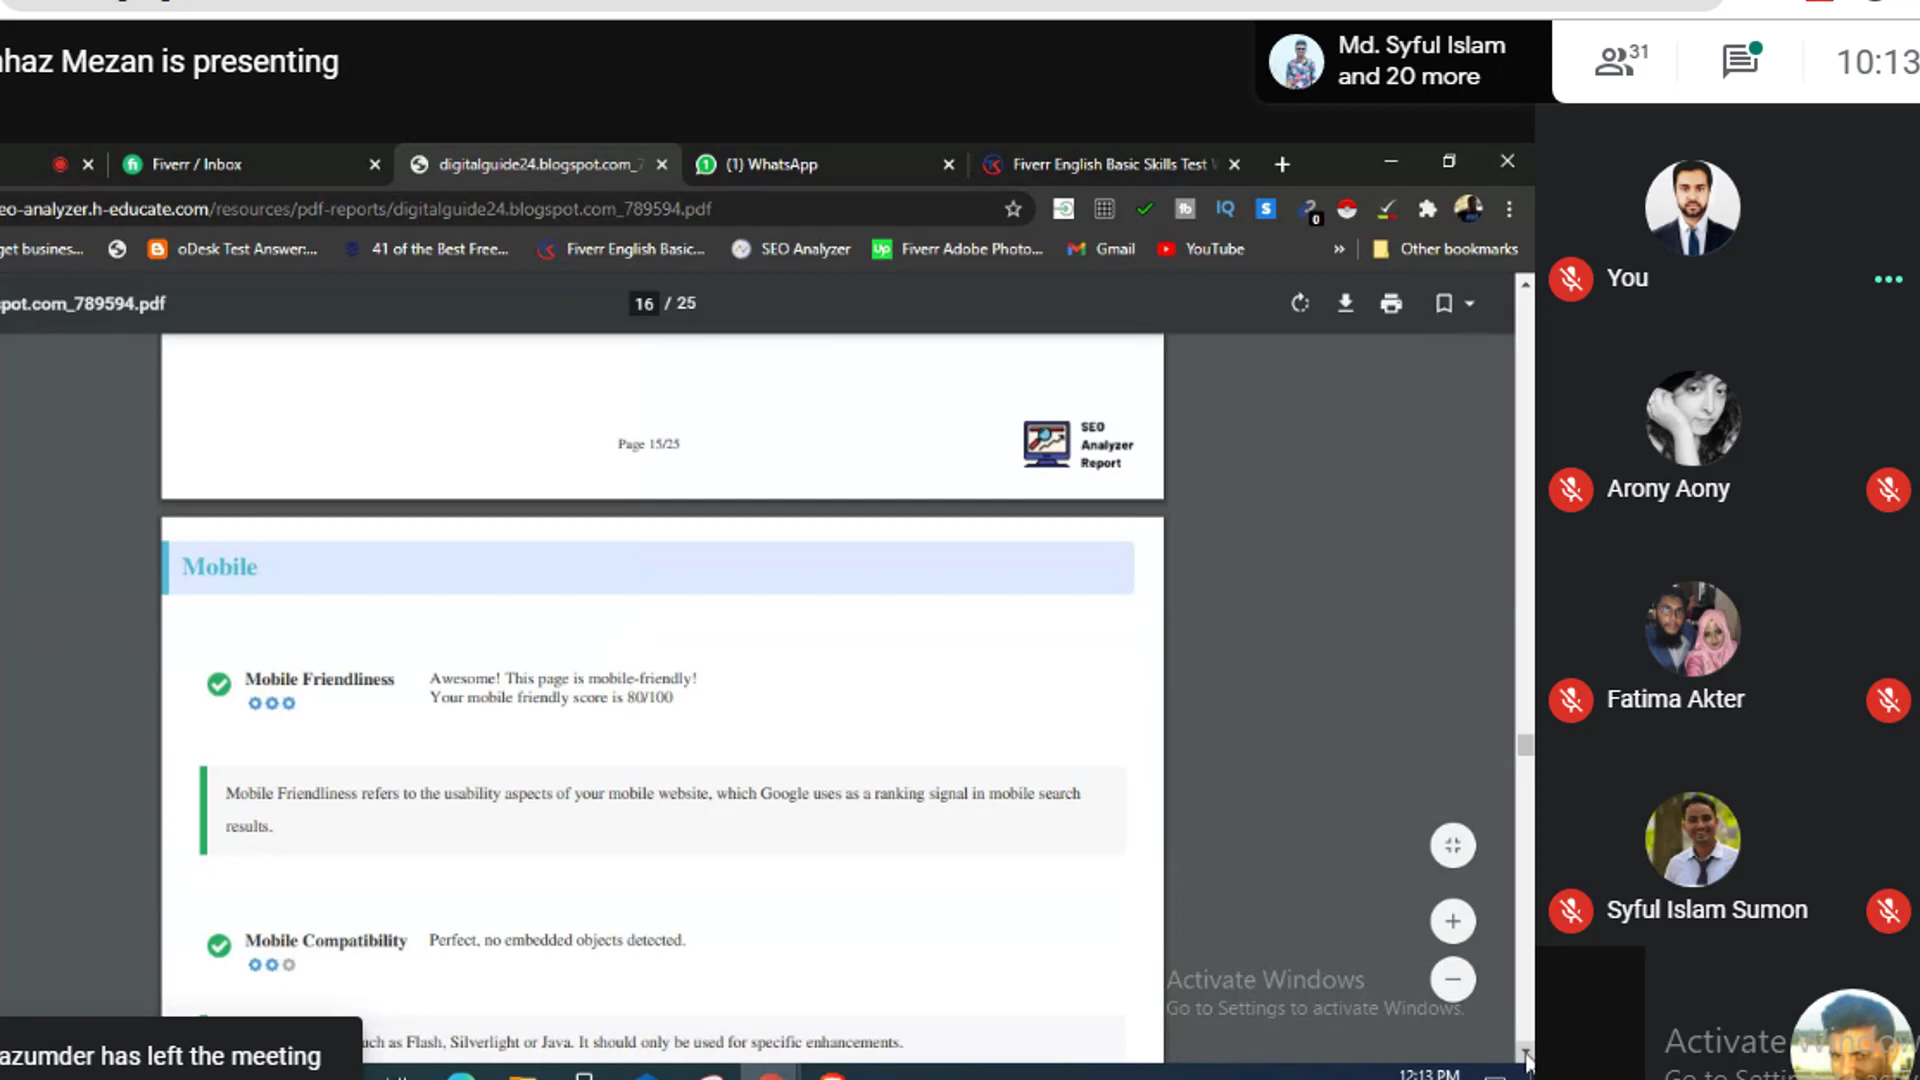 haz Mezan is presenting
Md. Syful Islam
and 20 more
31
10:13
Fiverr / Inbox
digitalguide24.blogspot.com_7
(1) WhatsApp
Fiverr English Basic Skills Test
eo-analyzer.h-educate.com/resources/pdf-reports/digitalguide24.blogspot.com_789594.pdf
get busines...
oDesk Test Answer:...
41 of the Best Free...
Fiverr English Basic...
SEO Analyzer
Fiverr Adobe Photo...
Gmail
YouTube
Other bookmarks
pot.com_789594.pdf
16 / 25
Page 15/25
SEO
Analyzer
Report
Mobile
Mobile Friendliness
Awesome! This page is mobile-friendly!
Your mobile friendly score is 80/100
Mobile Friendliness refers to the usability aspects of your mobile website, which Google uses as a ranking signal in mobile search
results.
Mobile Compatibility
Perfect, no embedded objects detected.
uch as Flash, Silverlight or Java. It should only be used for specific enhancements.
azumder has left the meeting
12:13 PM
Activate Windows
Go to Settings to activate Windows.
You
Arony Aony
Fatima Akter
Syful Islam Sumon
Activate